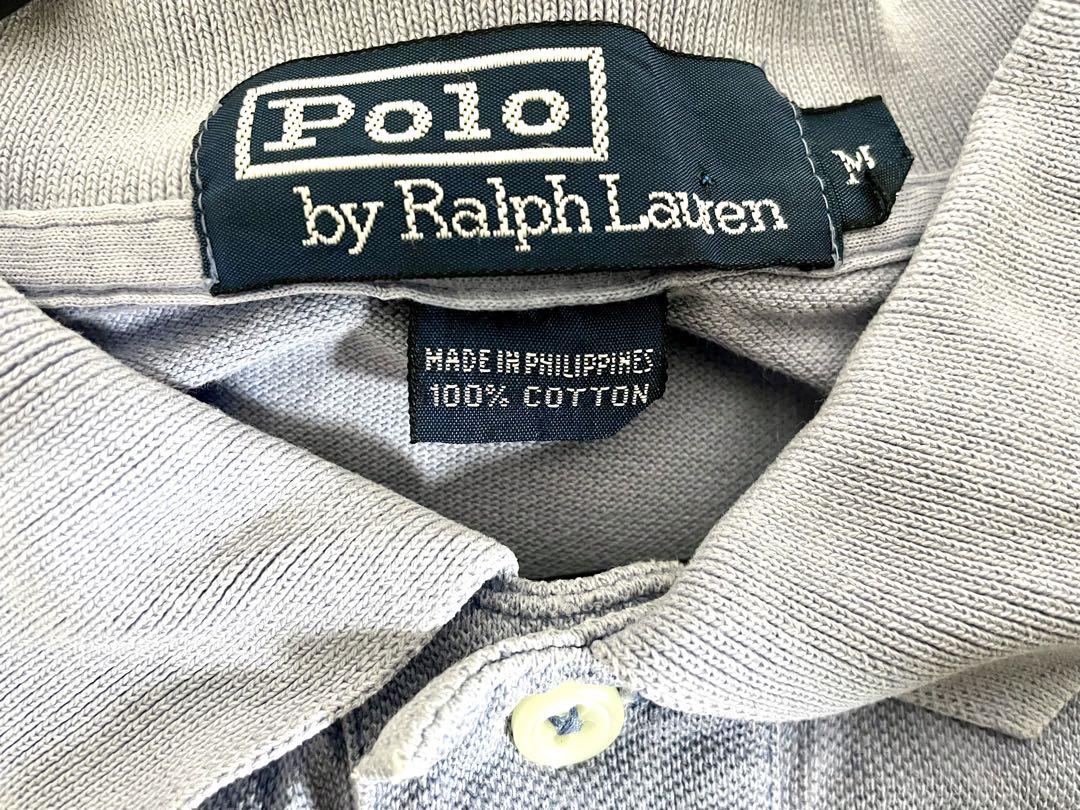 Polo
by Ralph Lauren
M
MADE IN PHILIPPINES
100% COTTON